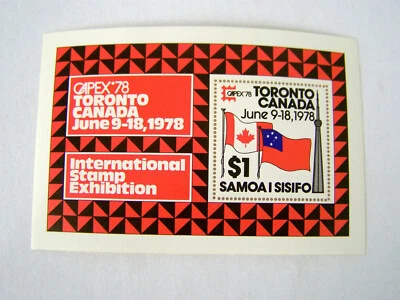 CAPEX'78
TORONTO
CANADA
June 9-18, 1978
International
Stamp
Exhibition
CAPEX'78
TORONTO
CANADA
June 9-18, 1978
$1
SAMOA I SISIFO